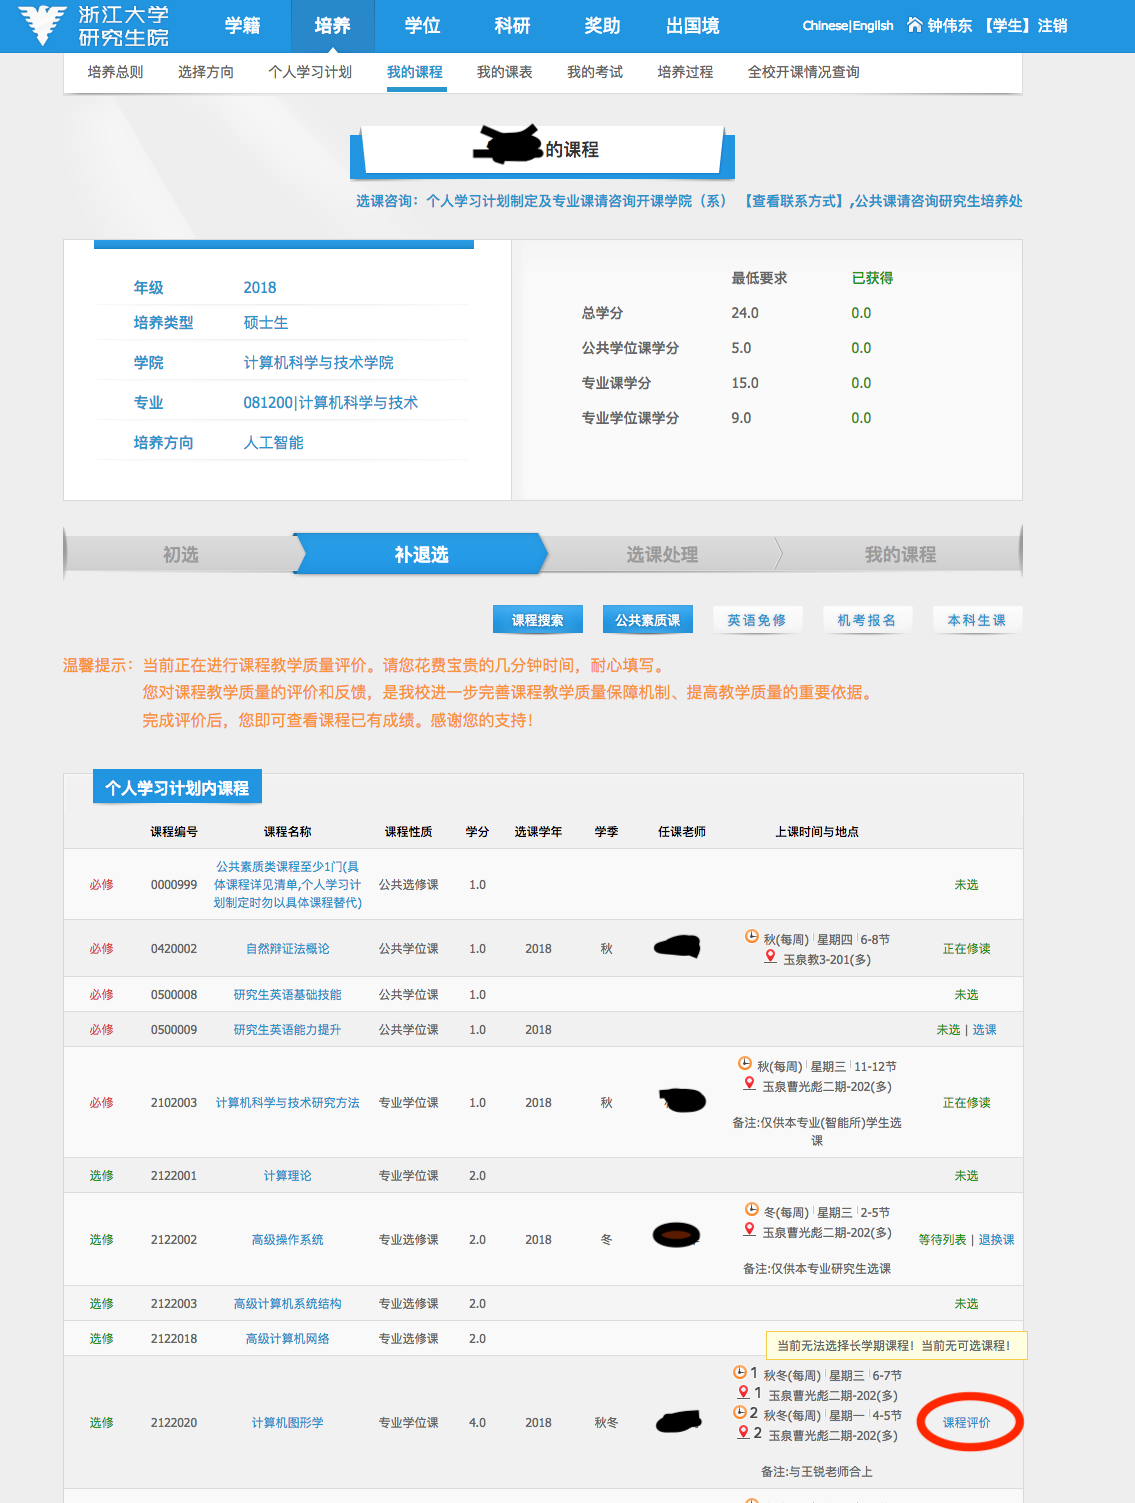 浙江大学
研究生院
学籍 培养 学位 科研 奖助 出国境
Chinese|English 钟伟东 【学生】注销
培养总则 选择方向 个人学习计划 我的课程 我的课表 我的考试 培养过程 全校开课情况查询
的课程
选课咨询：个人学习计划制定及专业课请咨询开课学院（系） 【查看联系方式】,公共课请咨询研究生培养处
年级 2018
培养类型 硕士生
学院 计算机科学与技术学院
专业 081200|计算机科学与技术
培养方向 人工智能
最低要求 已获得
总学分 24.0 0.0
公共学位课学分 5.0 0.0
专业课学分 15.0 0.0
专业学位课学分 9.0 0.0
初选 补退选 选课处理 我的课程
课程搜索 公共素质课 英语免修 机考报名 本科生课
温馨提示：当前正在进行课程教学质量评价。请您花费宝贵的几分钟时间，耐心填写。
您对课程教学质量的评价和反馈，是我校进一步完善课程教学质量保障机制、提高教学质量的重要依据。
完成评价后，您即可查看课程已有成绩。感谢您的支持！
个人学习计划内课程
课程编号 课程名称 课程性质 学分 选课学年 学季 任课老师 上课时间与地点
公共素质类课程至少1门(具
必修 0000999 体课程详见清单,个人学习计 公共选修课 1.0 未选
划制定时勿以具体课程替代)
秋(每周) 星期四 6-8节
必修 0420002 自然辩证法概论 公共学位课 1.0 2018 秋 正在修读
玉泉教3-201(多)
必修 0500008 研究生英语基础技能 公共学位课 1.0 未选
必修 0500009 研究生英语能力提升 公共学位课 1.0 2018 未选 | 选课
秋(每周) 星期三 11-12节
玉泉曹光彪二期-202(多)
必修 2102003 计算机科学与技术研究方法 专业学位课 1.0 2018 秋 正在修读
备注:仅供本专业(智能所)学生选
课
选修 2122001 计算理论 专业学位课 2.0 未选
冬(每周) 星期三 2-5节
玉泉曹光彪二期-202(多)
选修 2122002 高级操作系统 专业选修课 2.0 2018 冬 等待列表 | 退换课
备注:仅供本专业研究生选课
选修 2122003 高级计算机系统结构 专业选修课 2.0 未选
选修 2122018 高级计算机网络 专业选修课 2.0
当前无法选择长学期课程！当前无可选课程！
1 秋冬(每周) 星期三 6-7节
1 玉泉曹光彪二期-202(多)
2 秋冬(每周) 星期一 4-5节
选修 2122020 计算机图形学 专业学位课 4.0 2018 秋冬 课程评价
2 玉泉曹光彪二期-202(多)
备注:与王锐老师合上